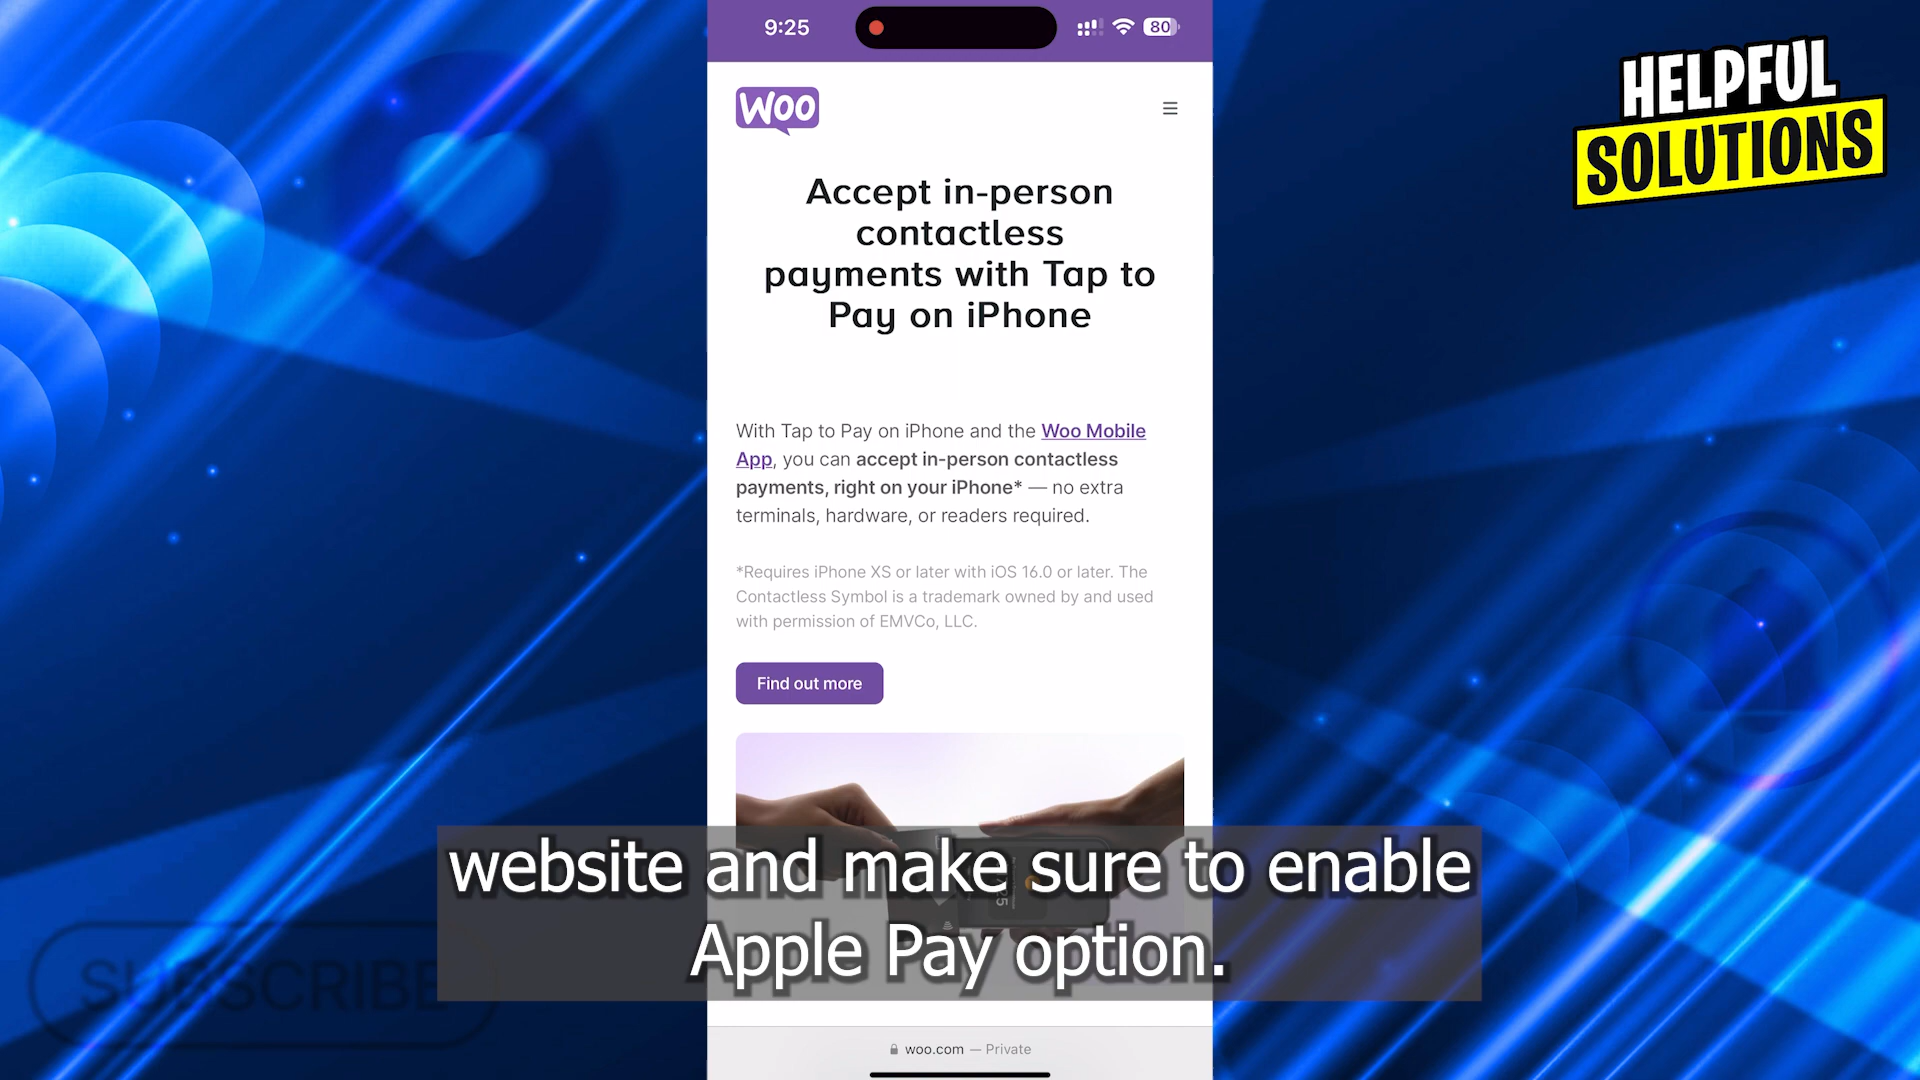 9:25
80
WOO
HELPFUL
SOLUTIONS
Accept in-person
contactless
payments with Tap to
Pay on iPhone
With Tap to Pay on iPhone and the Woo Mobile
App, you can accept in-person contactless
payments, right on your iPhone* — no extra
terminals, hardware, or readers required.
*Requires iPhone XS or later with iOS 16.0 or later. The
Contactless Symbol is a trademark owned by and used
with permission of EMVCo, LLC.
Find out more
website and make sure to enable
Apple Pay option.
SUBSCRIBE
woo.com — Private